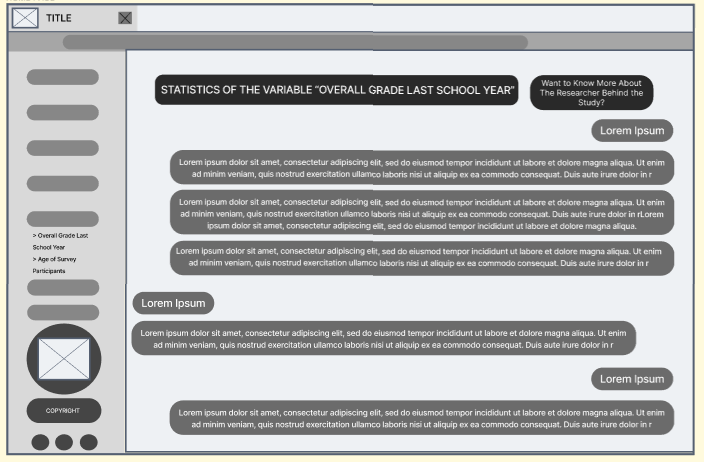 TITLE
STATISTICS OF THE VARIABLE “OVERALL GRADE LAST SCHOOL YEAR”
Want to Know More About
The Researcher Behind the
Study?
Lorem Ipsum
Lorem ipsum dolor sit amet, consectetur adipiscing elit, sed do eiusmod tempor incididunt ut labore et dolore magna aliqua. Ut enim
ad minim veniam, quis nostrud exercitation ullamco laboris nisi ut aliquip ex ea commodo consequat. Duis aute irure dolor in r
Lorem ipsum dolor sit amet, consectetur adipiscing elit, sed do eiusmod tempor incididunt ut labore et dolore magna aliqua. Ut enim
ad minim veniam, quis nostrud exercitation ullamco laboris nisi ut aliquip ex ea commodo consequat. Duis aute irure dolor in rLorem
ipsum dolor sit amet, consectetur adipiscing elit, sed do eiusmod tempor incididunt ut labore et dolore magna aliqua.
Lorem ipsum dolor sit amet, consectetur adipiscing elit, sed do eiusmod tempor incididunt ut labore et dolore magna aliqua. Ut enim
ad minim veniam, quis nostrud exercitation ullamco laboris nisi ut aliquip ex ea commodo consequat. Duis aute irure dolor in r
> Overall Grade Last
School Year
> Age of Survey
Participants
Lorem Ipsum
Lorem ipsum dolor sit amet, consectetur adipiscing elit, sed do eiusmod tempor incididunt ut labore et dolore magna aliqua. Ut enim
ad minim veniam, quis nostrud exercitation ullamco laboris nisi ut aliquip ex ea commodo consequat. Duis aute irure dolor in r
Lorem Ipsum
Lorem ipsum dolor sit amet, consectetur adipiscing elit, sed do eiusmod tempor incididunt ut labore et dolore magna aliqua. Ut enim
ad minim veniam, quis nostrud exercitation ullamco laboris nisi ut aliquip ex ea commodo consequat. Duis aute irure dolor in r
COPYRIGHT